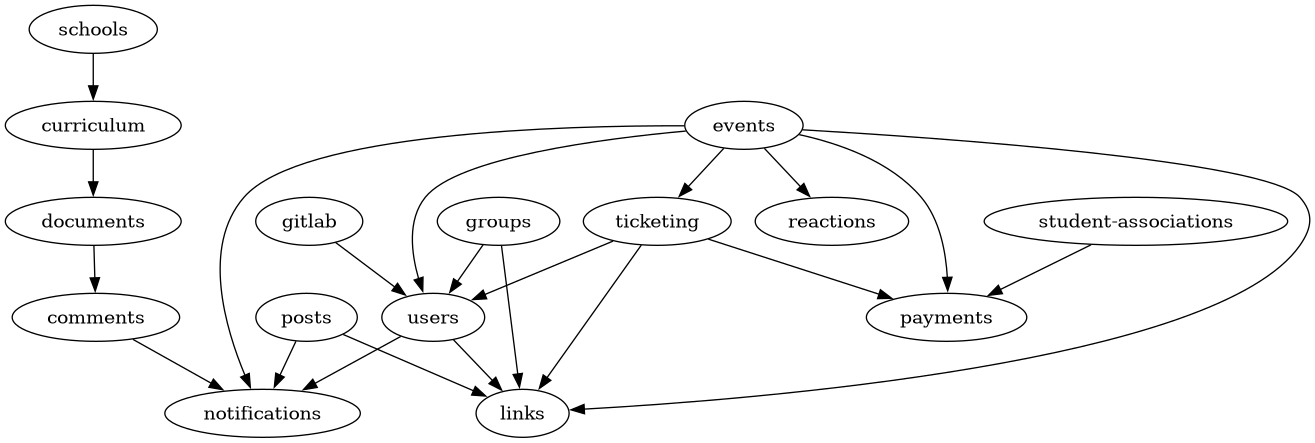 schools
curriculum
events
documents
gitlab
groups
ticketing
reactions
student-associations
comments
posts
users
payments
notifications
links